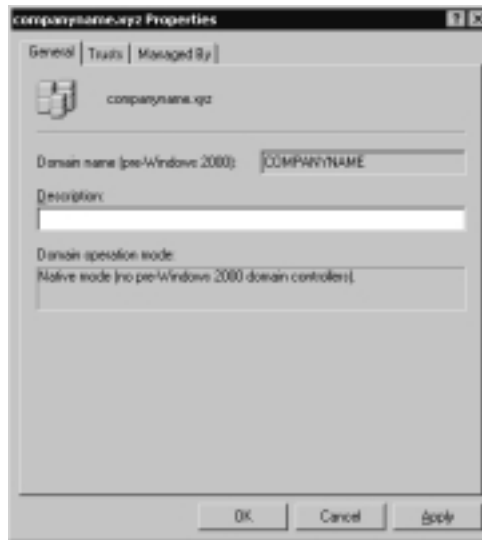 companyname.xyz Properties
General Trusts Managed By
companyname.xyz
Domain name (pre-Windows 2000): COMPANYNAME
Description:
Domain operation mode:
Native mode (no pre-Windows 2000 domain controllers).
OK Cancel Apply